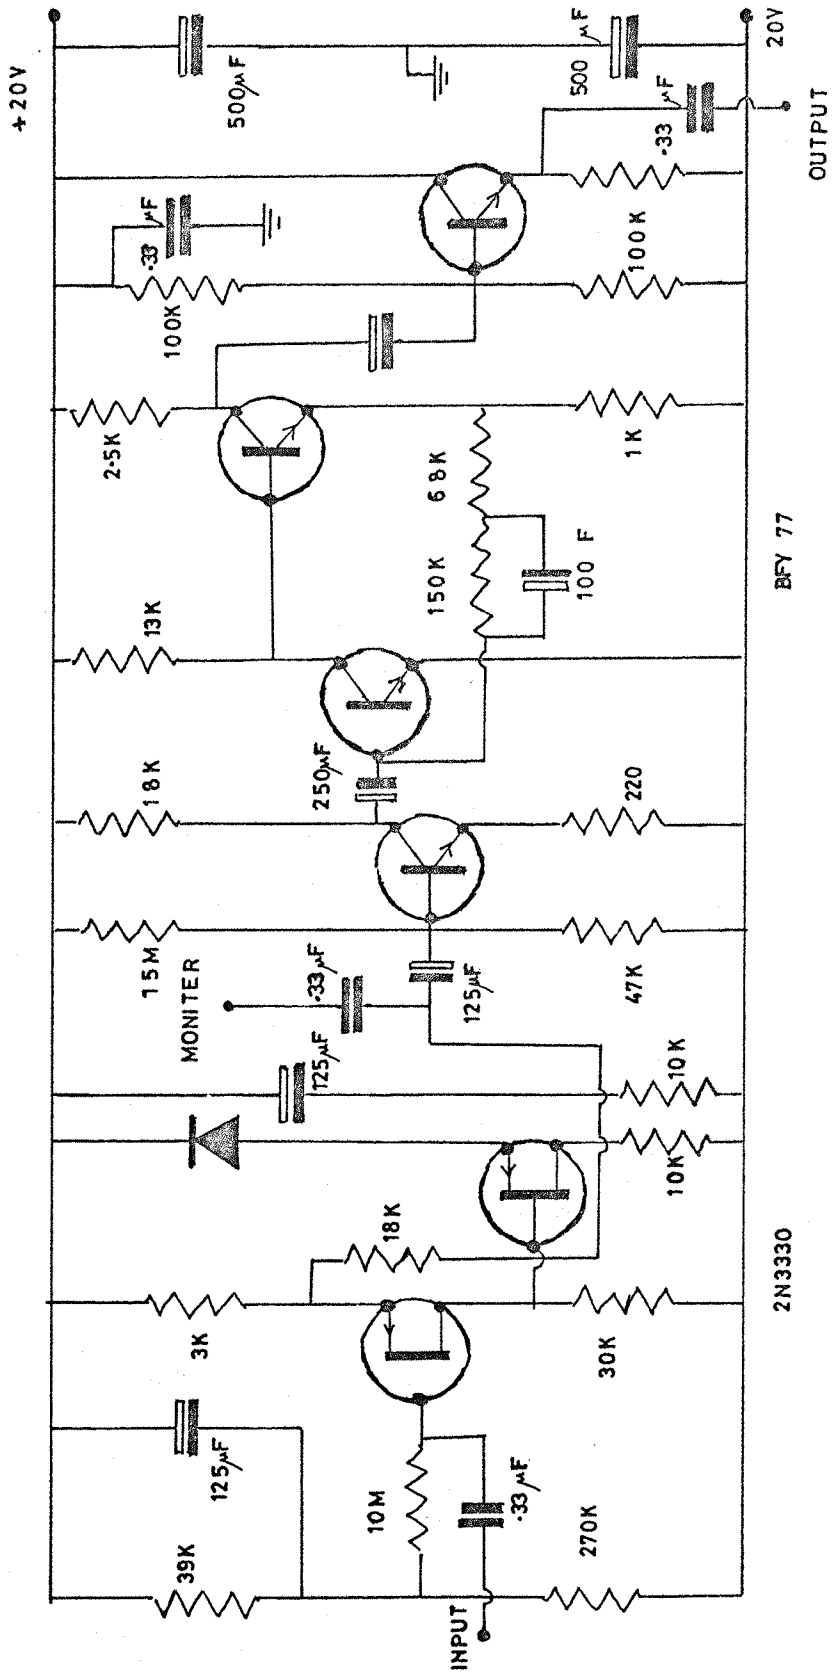 +20V
500μF
500 μF
20V
.33 μF
OUTPUT
.33 μF
100K
100K
2.5K
68K
1K
150K
100 F
BFY 77
13K
250μF
18K
220
15M
47K
MONITER
.33μF
125μF
125μF
10K
10K
18K
3K
30K
2N3330
125μF
10M
.33μF
39K
270K
INPUT